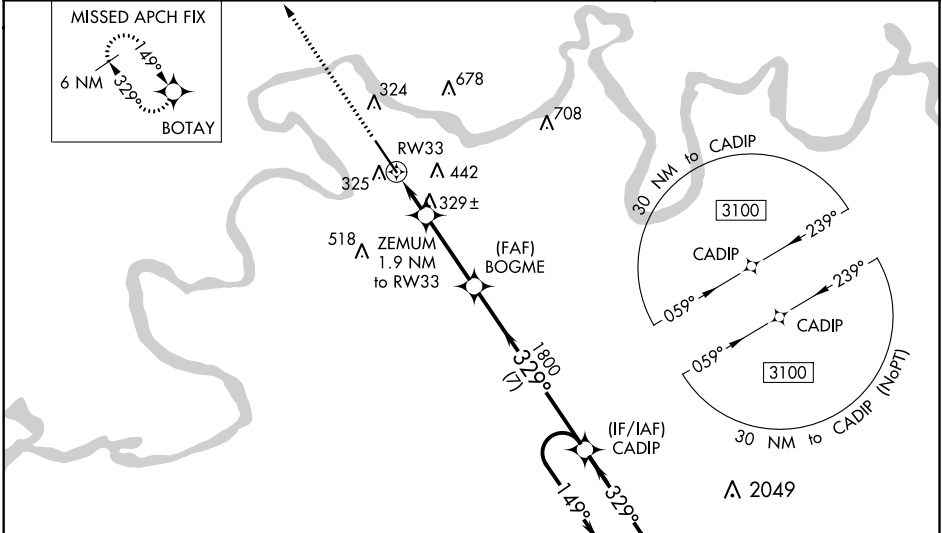 MISSED APCH FIX
149°
6 NM
329°
BOTAY
324
678
708
RW33
325
442
329±
518
ZEMUM
1.9 NM
to RW33
(FAF)
BOGME
1800
329°
(7)
(IF/IAF)
CADIP
149°
329°
30 NM to CADIP
3100
239°
CADIP
059°
239°
CADIP
059°
3100
30 NM to CADIP (NoPT)
2049